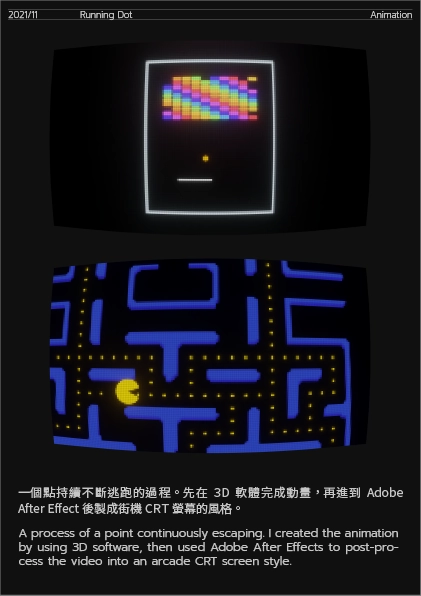 2021/11 Running Dot Animation
一個點持續不斷逃跑的過程。先在 3D 軟體完成動畫，再進到 Adobe
After Effect 後製成街機 CRT 螢幕的風格。
A process of a point continuously escaping. I created the animation
by using 3D software, then used Adobe After Effects to post-pro-
cess the video into an arcade CRT screen style.